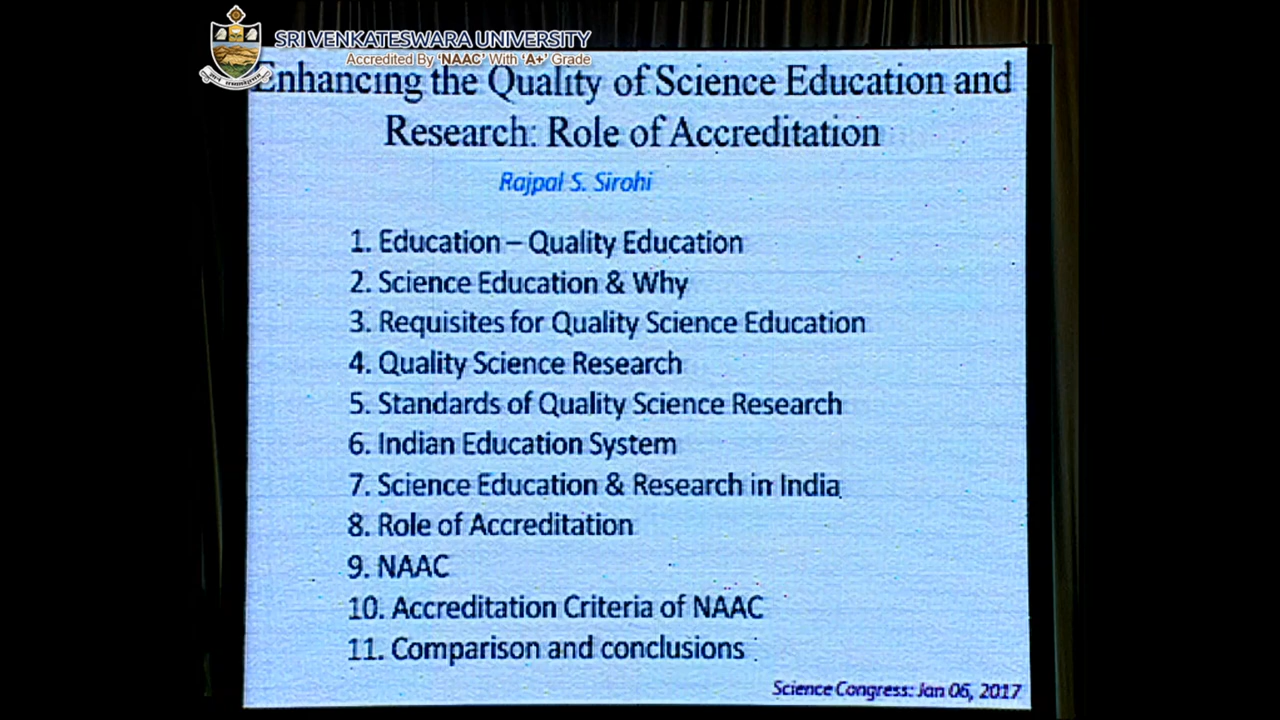 SRI VENKATESWARA UNIVERSITY
Accredited By 'NAAC' With 'A+' Grade
Enhancing the Quality of Science Education and
Research: Role of Accreditation
Rajpal S. Sirohi
1. Education – Quality Education
2. Science Education & Why
3. Requisites for Quality Science Education
4. Quality Science Research
5. Standards of Quality Science Research
6. Indian Education System
7. Science Education & Research in India
8. Role of Accreditation
9. NAAC
10. Accreditation Criteria of NAAC
11. Comparison and conclusions
Science Congress: Jan 06, 2017